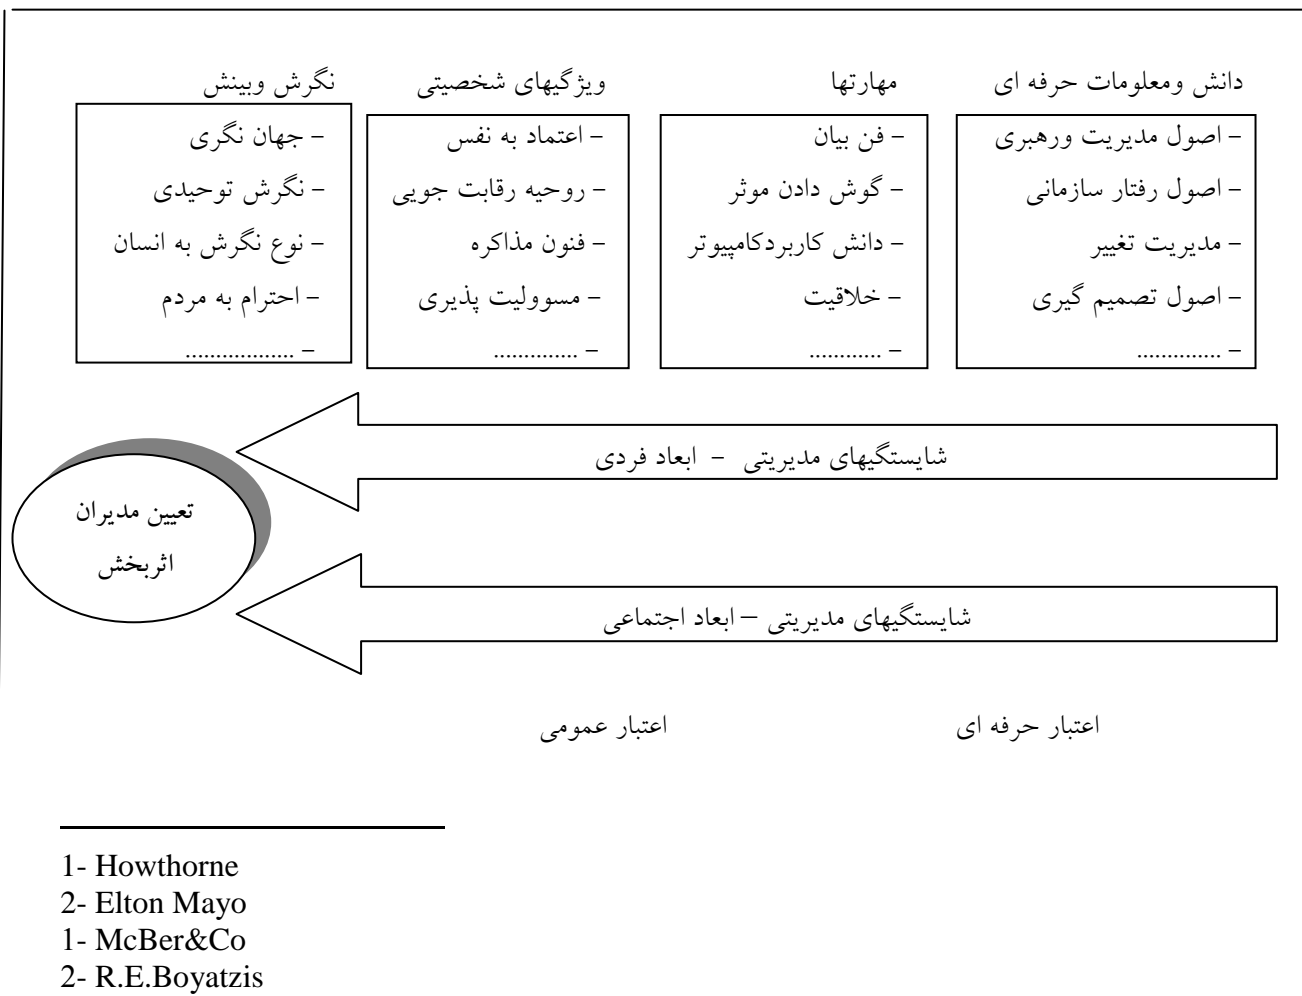 دانش ومعلومات حرفه ای
مهارتها
ویژگیهای شخصیتی
نگرش وبینش
– اصول مدیریت ورهبری
– اصول رفتار سازمانی
– مدیریت تغییر
– اصول تصمیم گیری
– ..............
– فن بیان
– گوش دادن موثر
– دانش کاربردکامپیوتر
– خلاقیت
– ............
– اعتماد به نفس
– روحیه رقابت جویی
– فنون مذاکره
– مسوولیت پذیری
– ..............
– جهان نگری
– نگرش توحیدی
– نوع نگرش به انسان
– احترام به مردم
– ..................
شایستگیهای مدیریتی – ابعاد فردی
تعیین مدیران
اثربخش
شایستگیهای مدیریتی – ابعاد اجتماعی
اعتبار حرفه ای
اعتبار عمومی
1- Howthorne
2- Elton Mayo
1- McBer&Co
2- R.E.Boyatzis